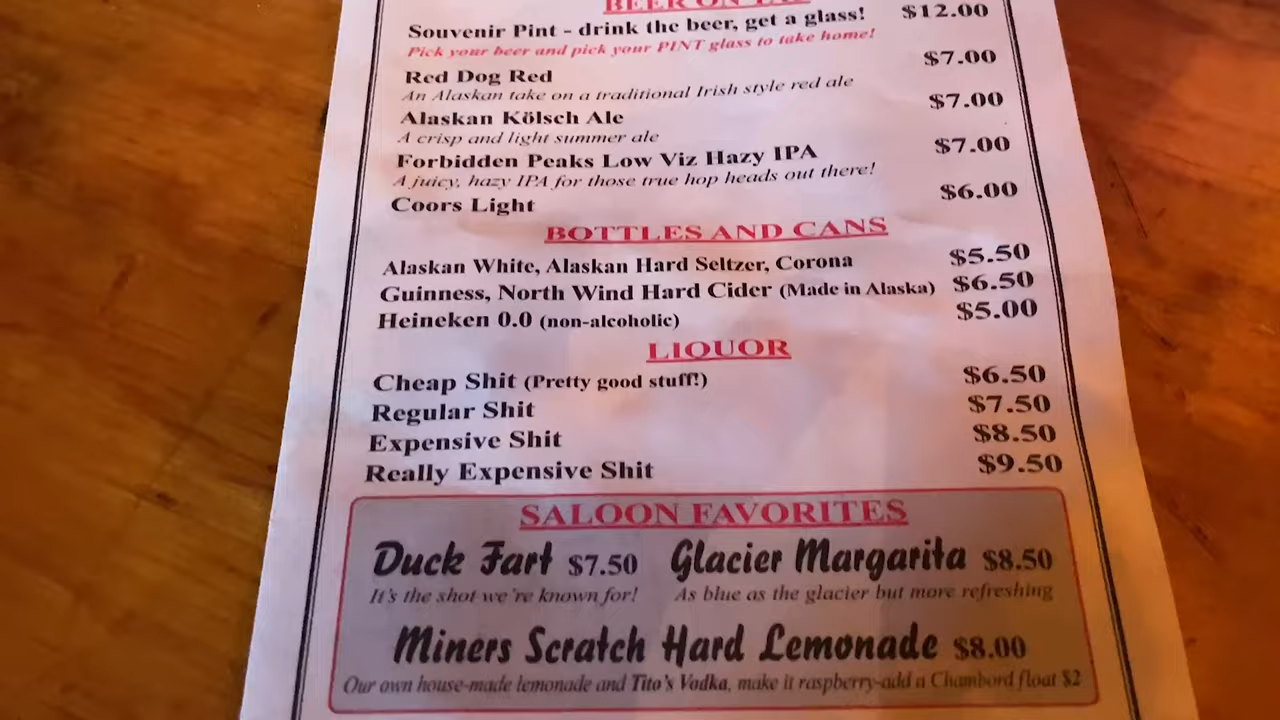 BEER ON TAP
Souvenir Pint - drink the beer, get a glass! $12.00
Pick your beer and pick your PINT glass to take home!
Red Dog Red $7.00
An Alaskan take on a traditional Irish style red ale
Alaskan Kölsch Ale $7.00
A crisp and light summer ale
Forbidden Peaks Low Viz Hazy IPA $7.00
A juicy, hazy IPA for those true hop heads out there!
Coors Light $6.00
BOTTLES AND CANS
Alaskan White, Alaskan Hard Seltzer, Corona $5.50
Guinness, North Wind Hard Cider (Made in Alaska) $6.50
Heineken 0.0 (non-alcoholic) $5.00
LIQUOR
Cheap Shit (Pretty good stuff!) $6.50
Regular Shit $7.50
Expensive Shit $8.50
Really Expensive Shit $9.50
SALOON FAVORITES
Duck Fart $7.50 Glacier Margarita $8.50
It's the shot we're known for! As blue as the glacier but more refreshing
Miners Scratch Hard Lemonade $8.00
Our own house-made lemonade and Tito's Vodka, make it raspberry-add a Chambord float $2